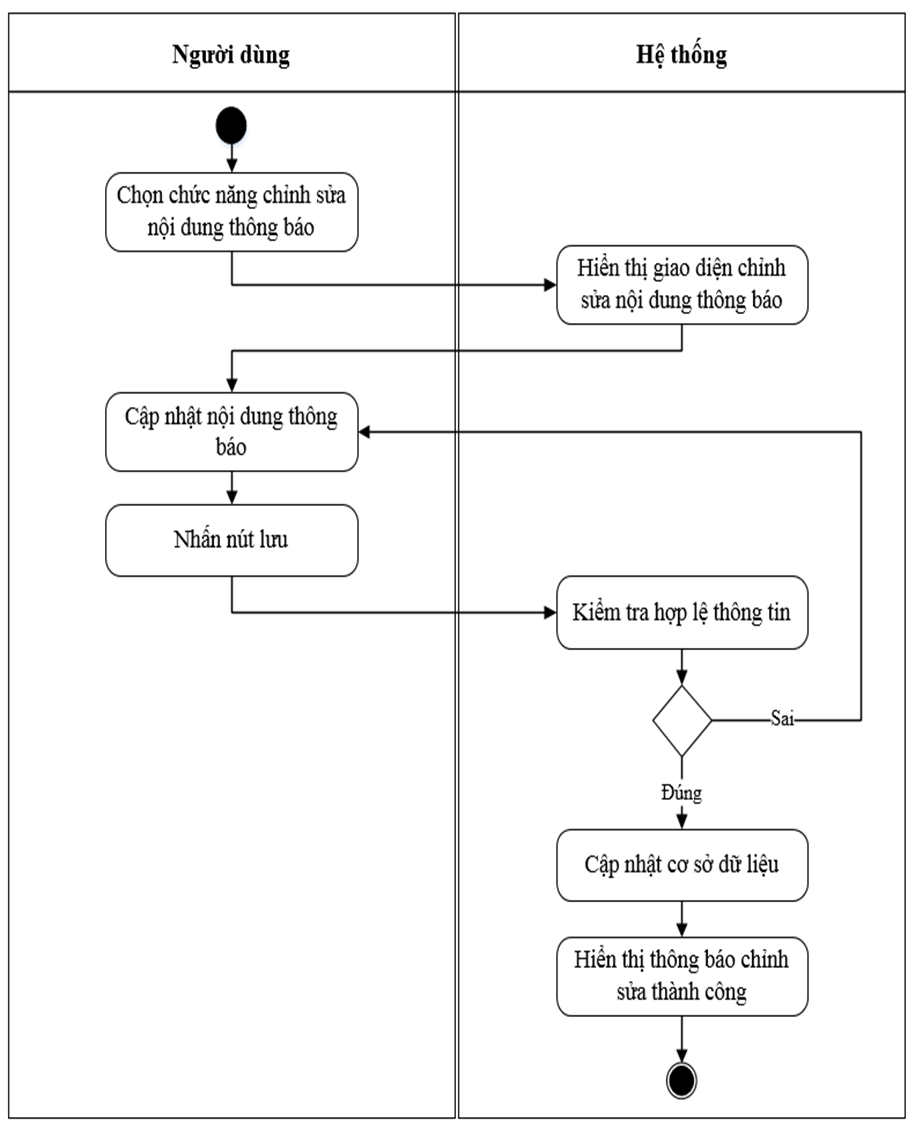 Người dùng
Hệ thống
Chọn chức năng chỉnh sửa
nội dung thông báo
Hiển thị giao diện chỉnh
sửa nội dung thông báo
Cập nhật nội dung thông
báo
Nhấn nút lưu
Kiểm tra hợp lệ thông tin
Sai
Đúng
Cập nhật cơ sở dữ liệu
Hiển thị thông báo chỉnh
sửa thành công